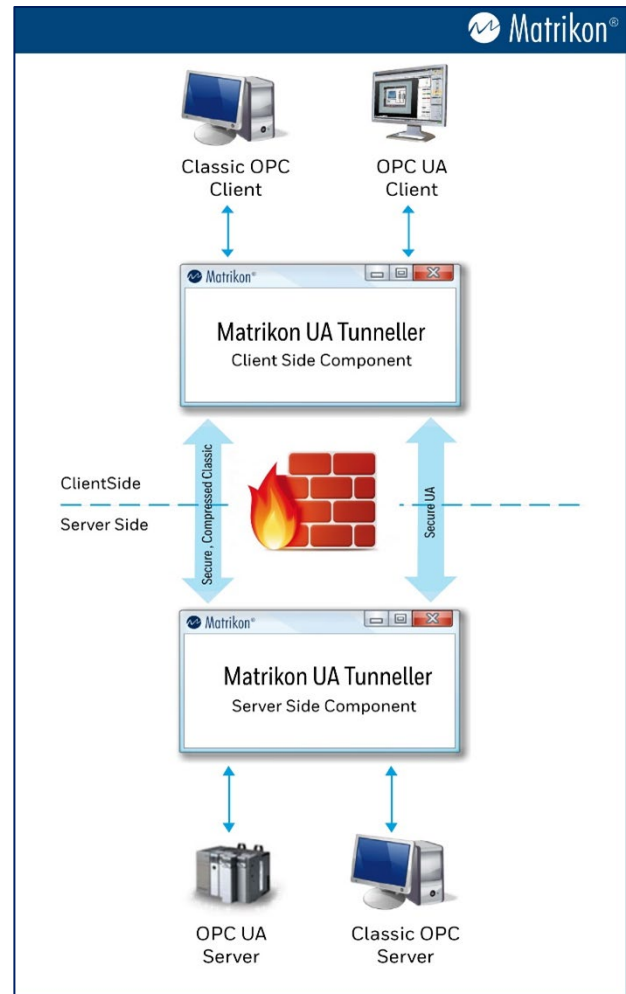 Matrikon®
Classic OPC
Client
OPC UA
Client
Matrikon®
Matrikon UA Tunneller
Client Side Component
Secure , Compressed Classic
Secure UA
ClientSide
Server Side
Matrikon®
Matrikon UA Tunneller
Server Side Component
OPC UA
Server
Classic OPC
Server